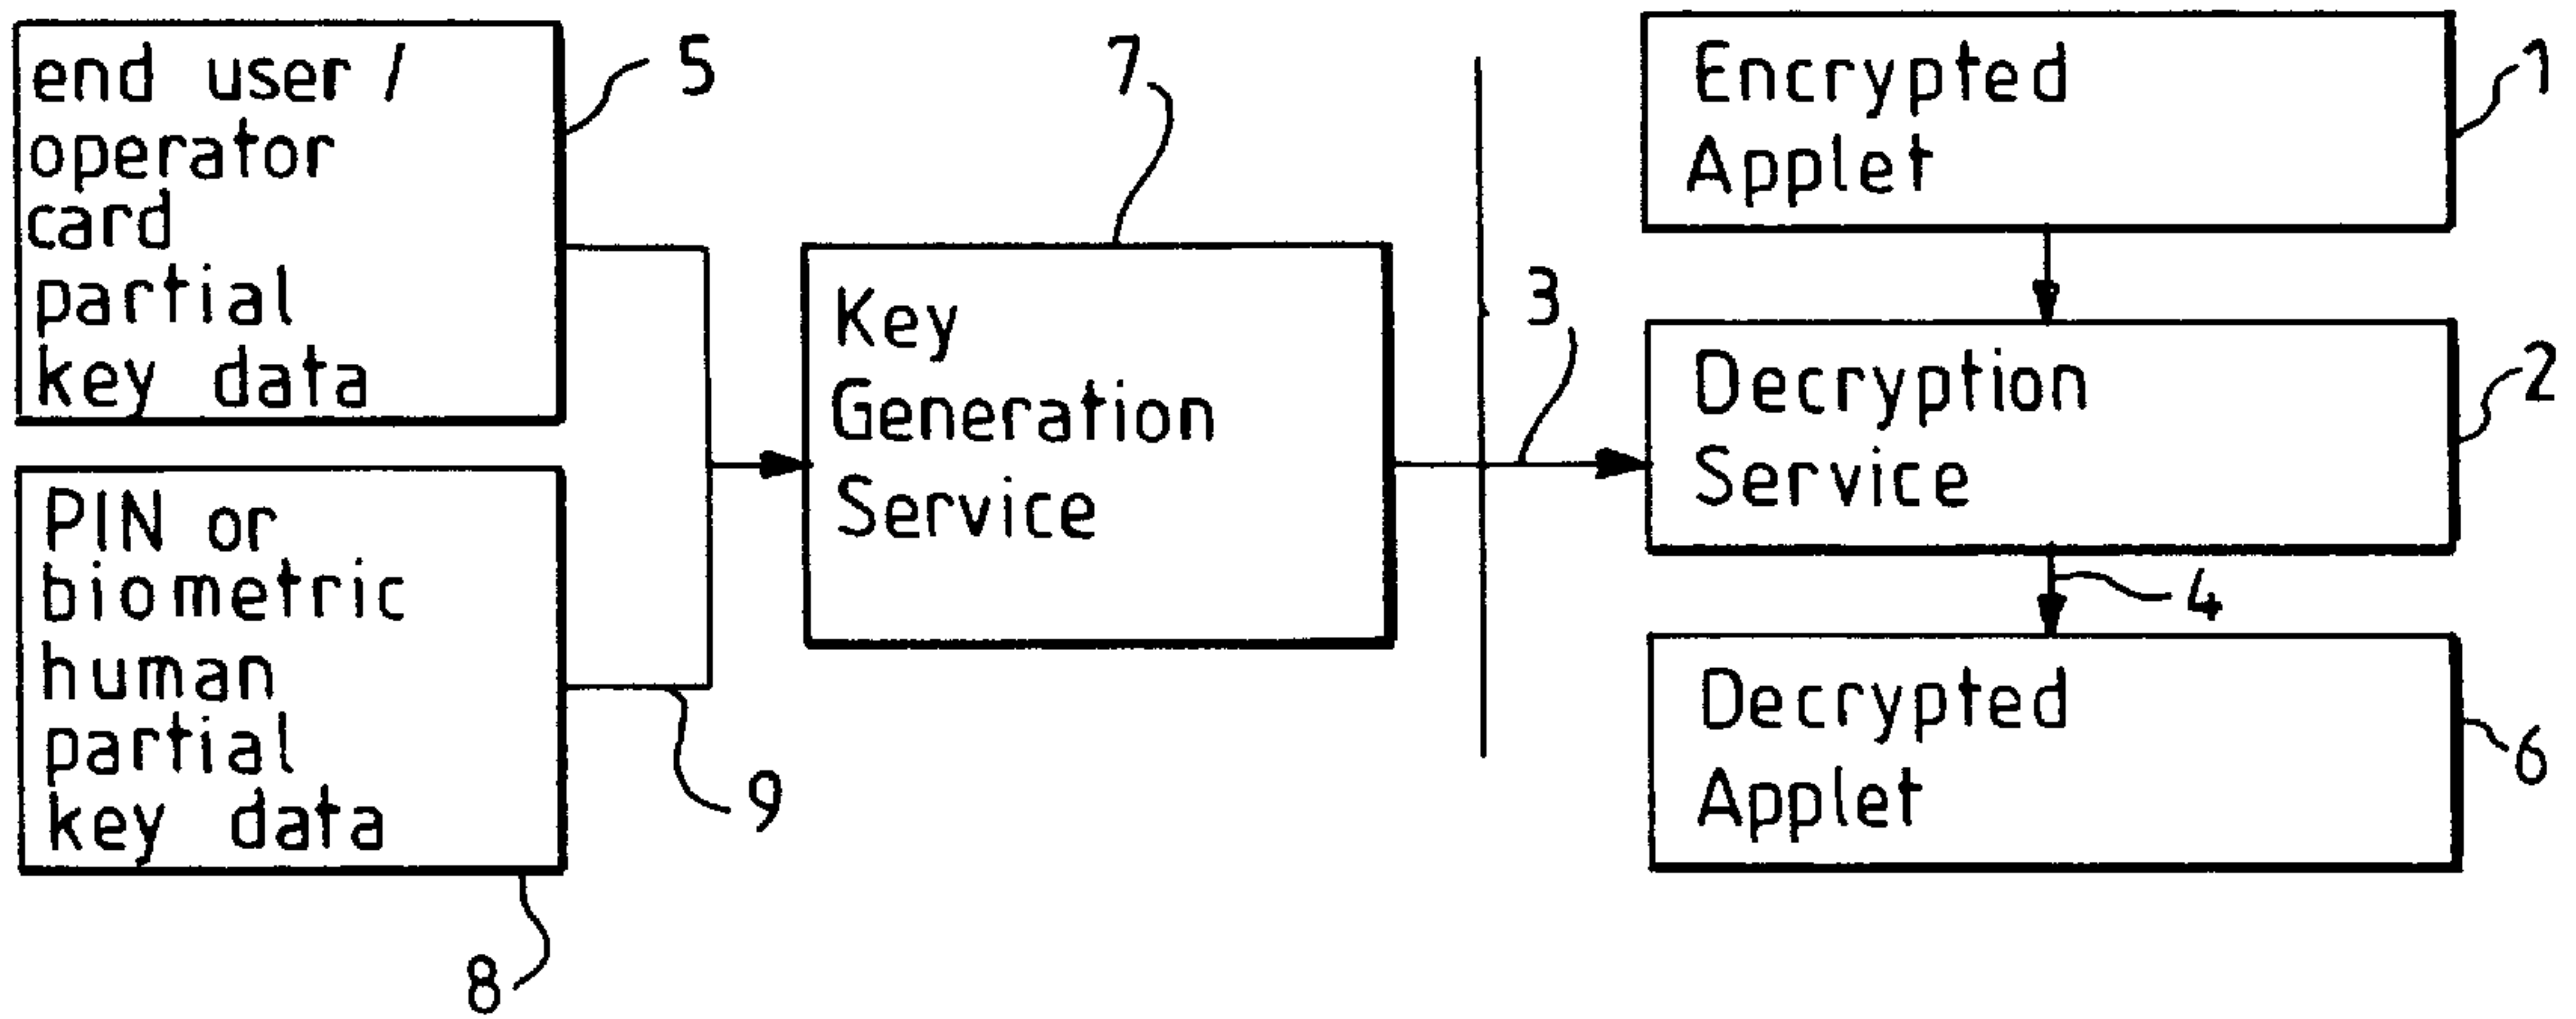 end user /
operator
card
partial
key data
5
PIN or
biometric
human
partial
key data
8
9
7
Key
Generation
Service
3
Encrypted
Applet
1
Decryption
Service
2
4
Decrypted
Applet
6